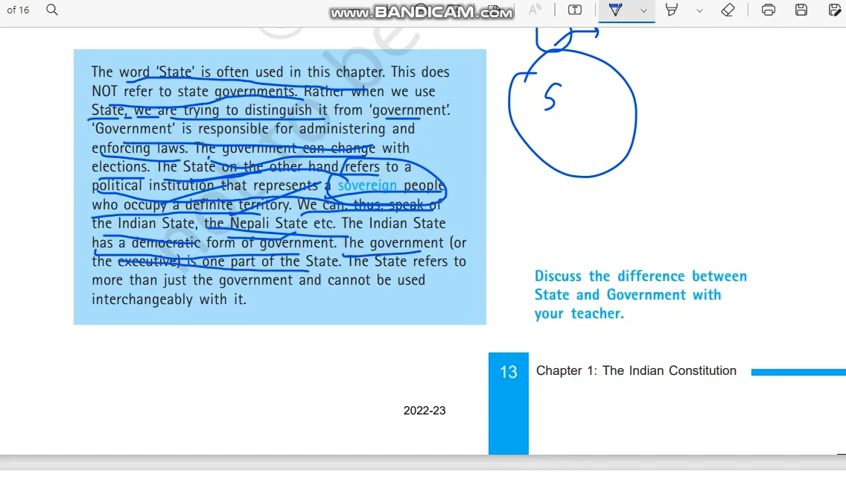 of 16
WWW.BANDICAM.COM
The word 'State' is often used in this chapter. This does
NOT refer to state governments. Rather when we use
State, we are trying to distinguish it from 'government'.
'Government' is responsible for administering and
enforcing laws. The government can change with
elections. The State on the other hand refers to a
political institution that represents a sovereign people
who occupy a definite territory. We can, thus, speak of
the Indian State, the Nepali State etc. The Indian State
has a democratic form of government. The government (or
the executive) is one part of the State. The State refers to
more than just the government and cannot be used
interchangeably with it.
S
Discuss the difference between
State and Government with
your teacher.
13 Chapter 1: The Indian Constitution
2022-23